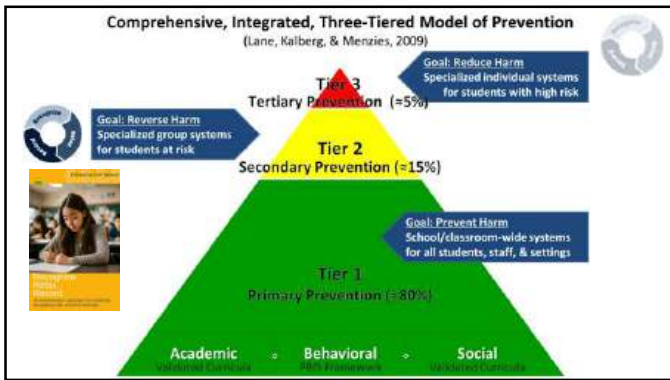 Comprehensive, Integrated, Three-Tiered Model of Prevention
(Lane, Kalberg, & Menzies, 2009)
Goal: Reduce Harm
Specialized individual systems
for students with high risk
Tier 3
Tertiary Prevention (≈5%)
Goal: Reverse Harm
Specialized group systems
for students at risk
Tier 2
Secondary Prevention (≈15%)
Goal: Prevent Harm
School/classroom-wide systems
for all students, staff, & settings
Tier 1
Primary Prevention (≈80%)
Academic ◦ Behavioral ◦ Social
Validated Curricula PBIS Framework Validated Curricula